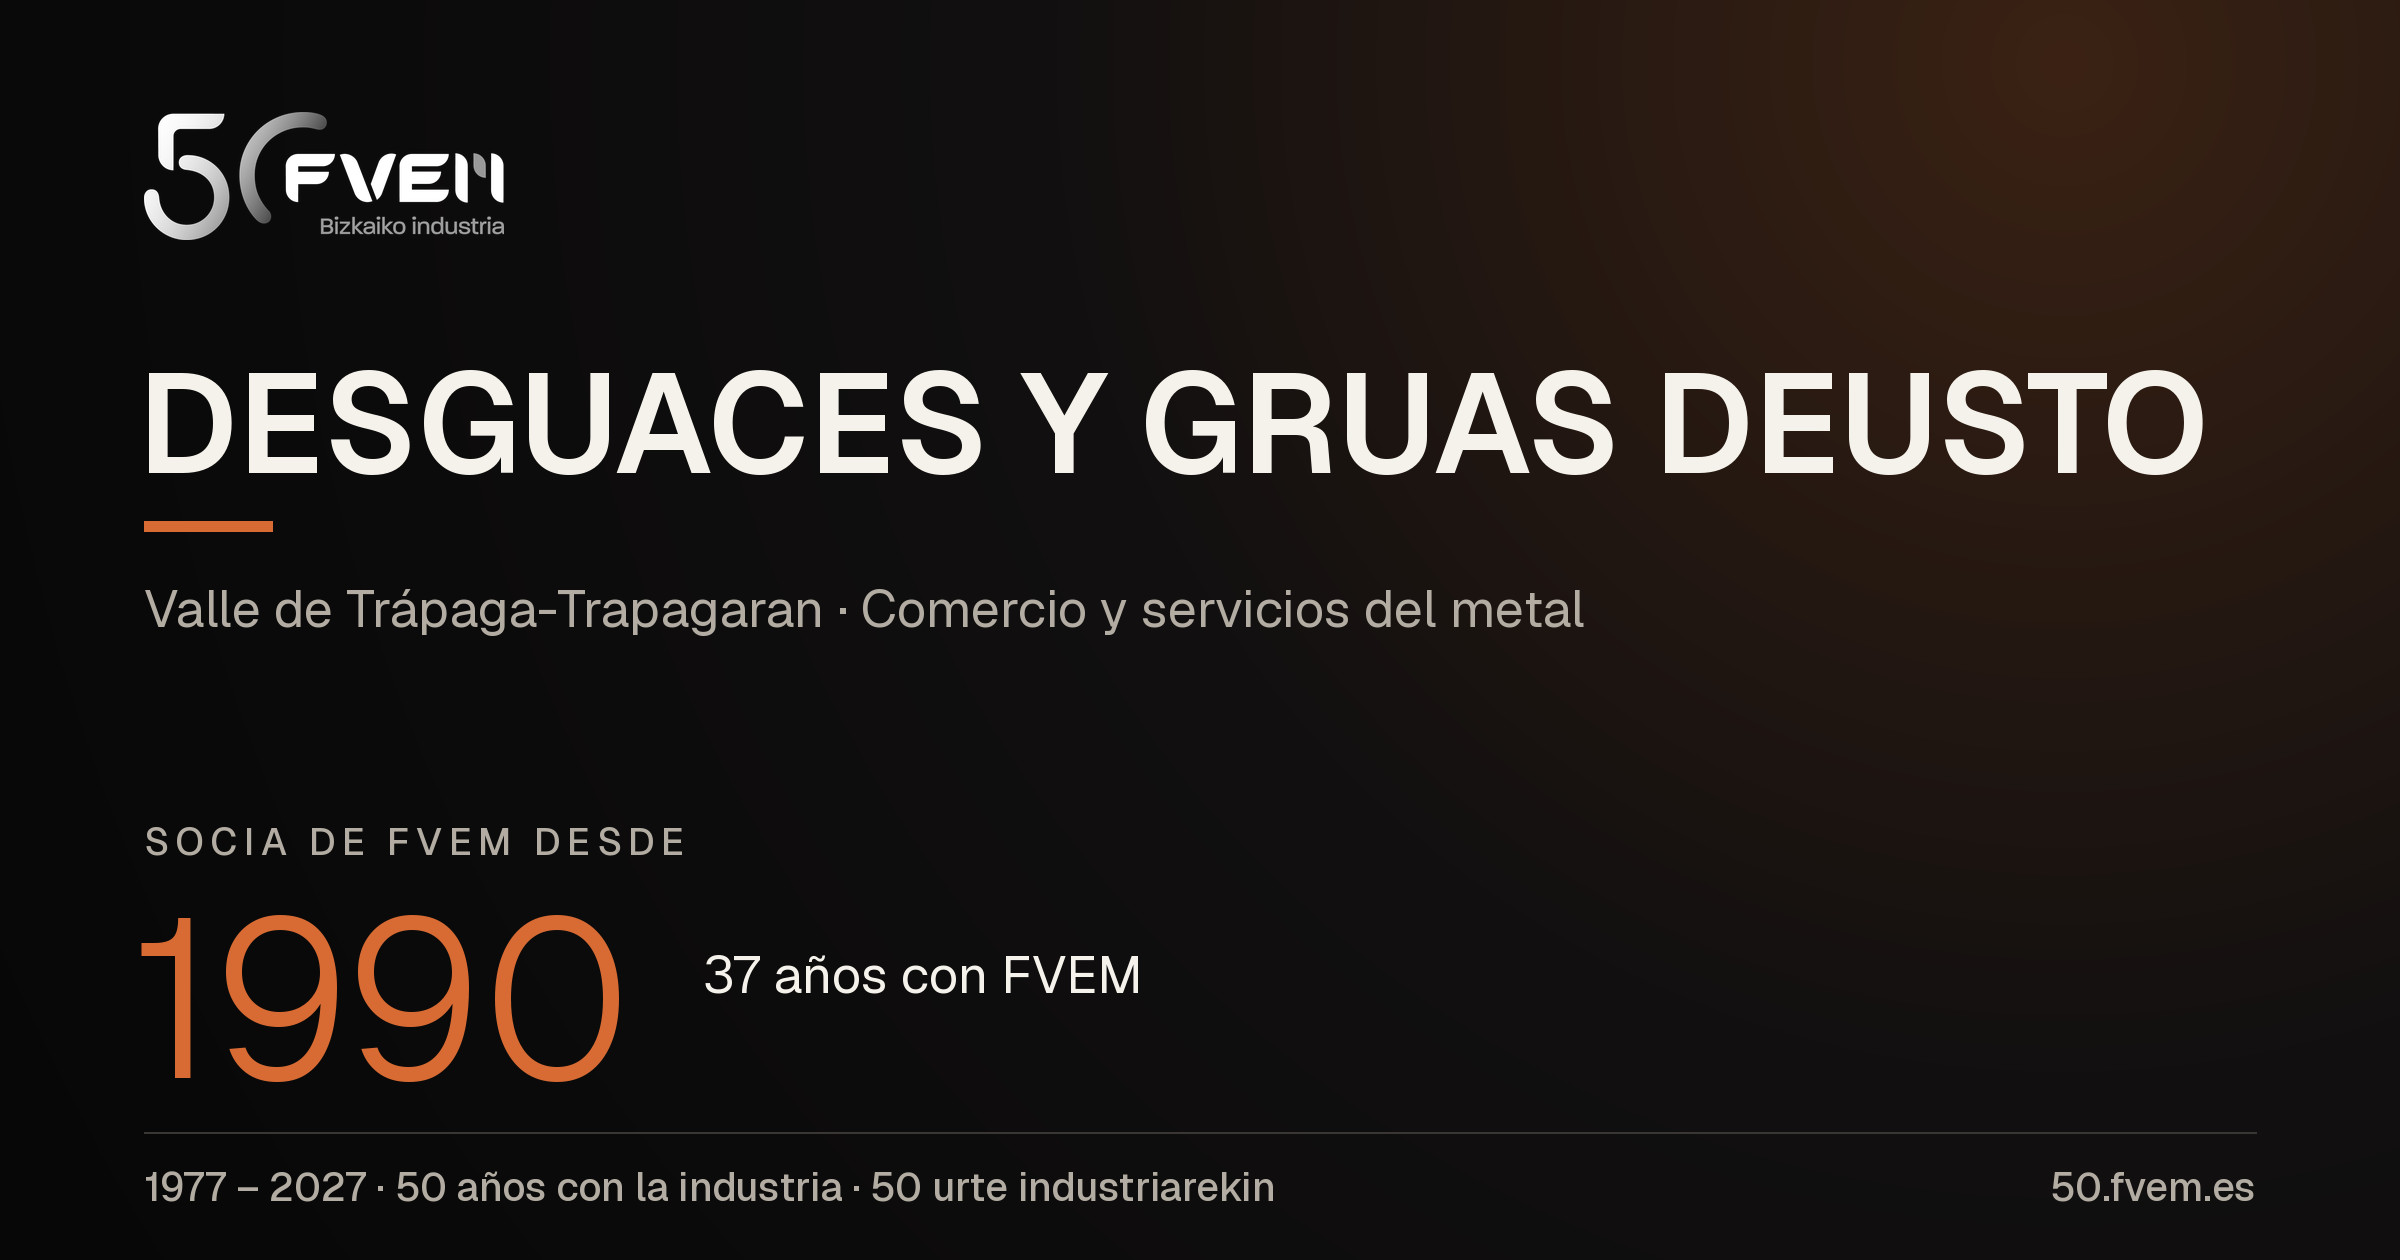 50 FVEM
Bizkaiko industria
DESGUACES Y GRUAS DEUSTO
Valle de Trápaga-Trapagaran · Comercio y servicios del metal
SOCIA DE FVEM DESDE
1990
37 años con FVEM
1977 – 2027 · 50 años con la industria · 50 urte industriarekin
50.fvem.es